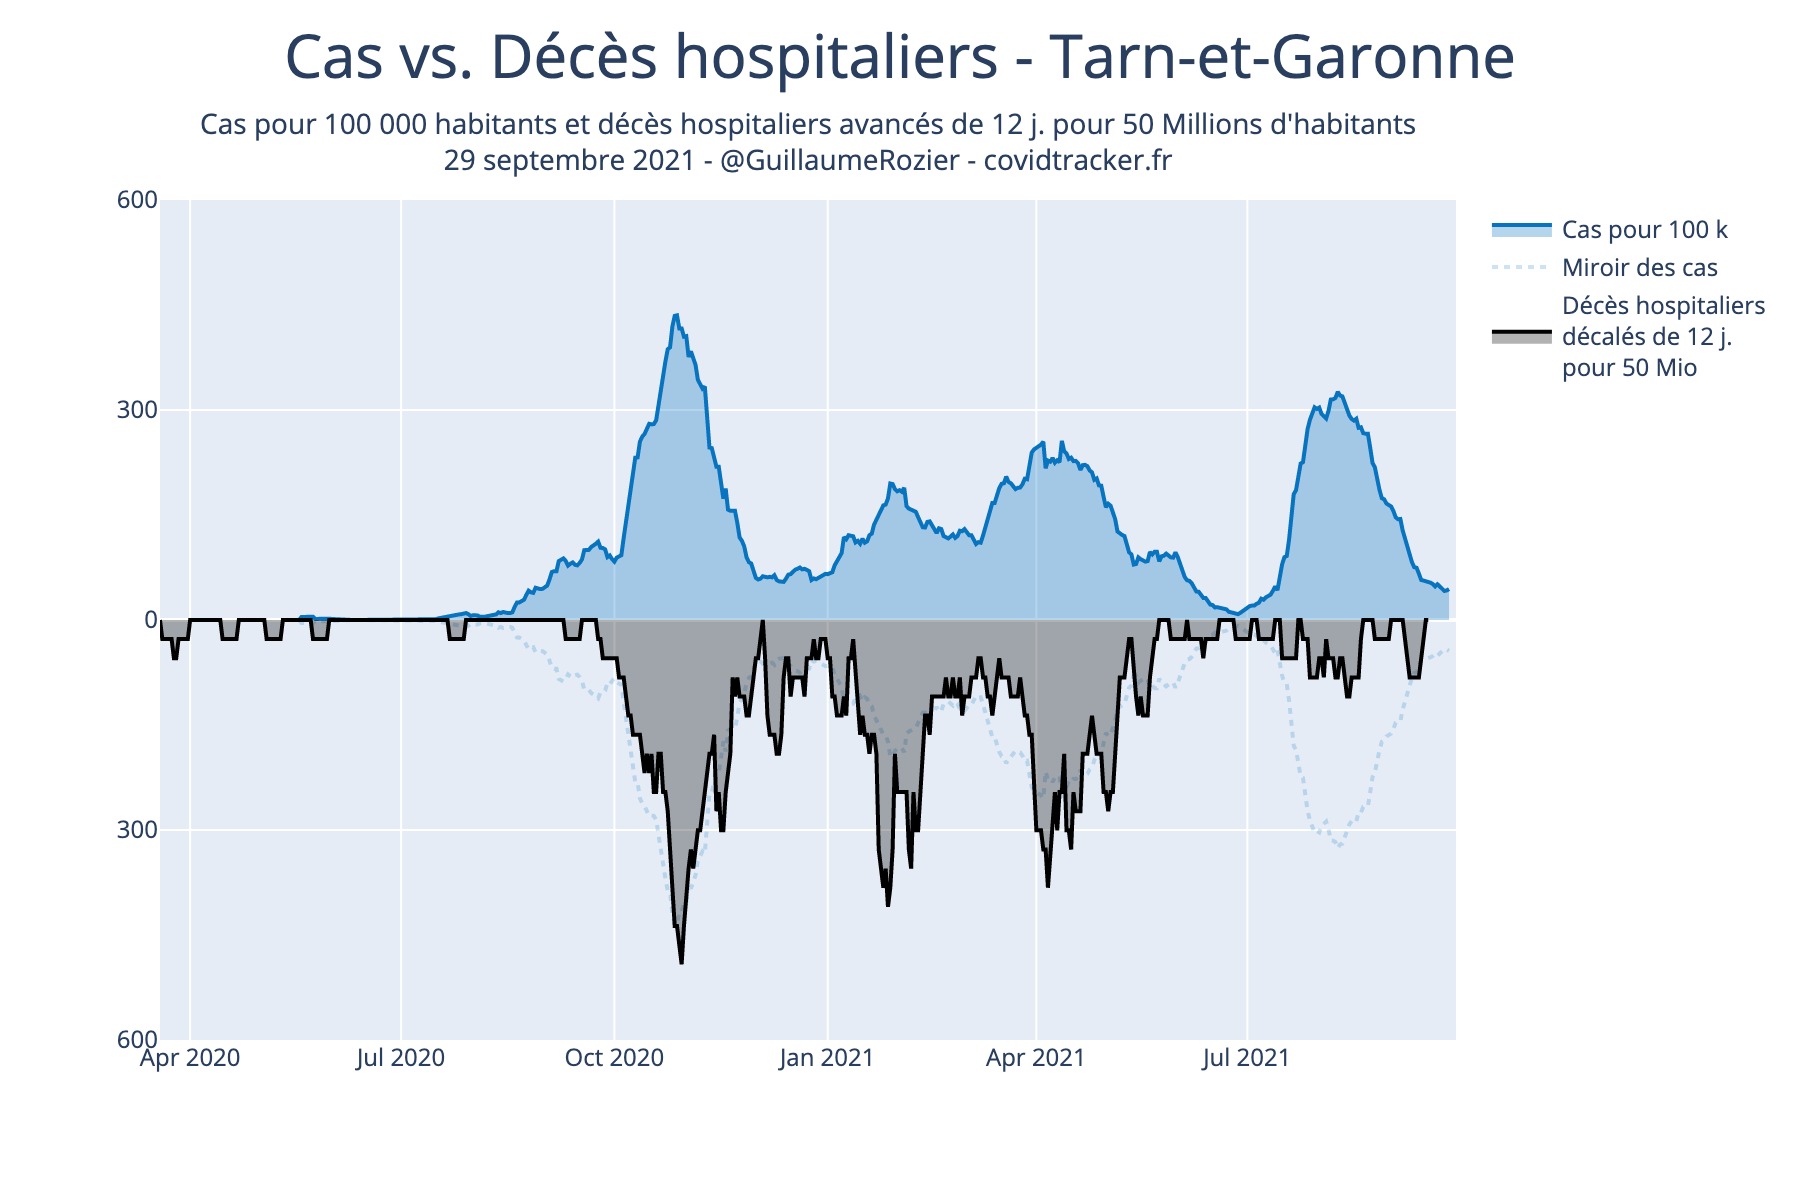 Cas vs. Décès hospitaliers - Tarn-et-Garonne
Cas pour 100 000 habitants et décès hospitaliers avancés de 12 j. pour 50 Millions d'habitants
29 septembre 2021 - @GuillaumeRozier - covidtracker.fr
600
300
0
300
600
Apr 2020
Jul 2020
Oct 2020
Jan 2021
Apr 2021
Jul 2021
Cas pour 100 k
Miroir des cas
Décès hospitaliers
décalés de 12 j.
pour 50 Mio